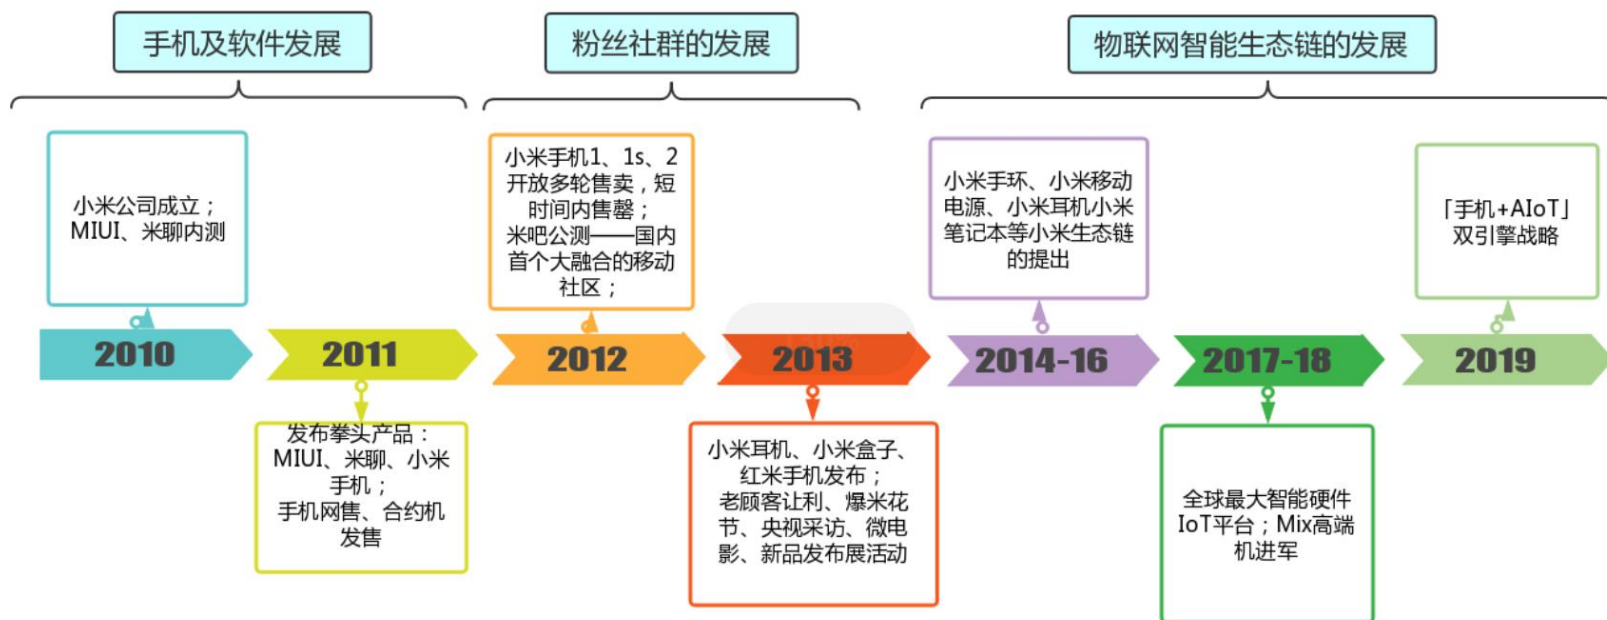 手机及软件发展
粉丝社群的发展
物联网智能生态链的发展
小米公司成立；
MIUI、米聊内测
小米手机1、1s、2
开放多轮售卖，短
时间内售罄；
米吧公测——国内
首个大融合的移动
社区；
小米手环、小米移动
电源、小米耳机小米
笔记本等小米生态链
的提出
「手机+AIoT」
双引擎战略
2010
2011
2012
2013
2014-16
2017-18
2019
发布拳头产品：
MIUI、米聊、小米
手机；
手机网售、合约机
发售
小米耳机、小米盒子、
红米手机发布；
老顾客让利、爆米花
节、央视采访、微电
影、新品发布展活动
全球最大智能硬件
IoT平台；Mix高端
机进军